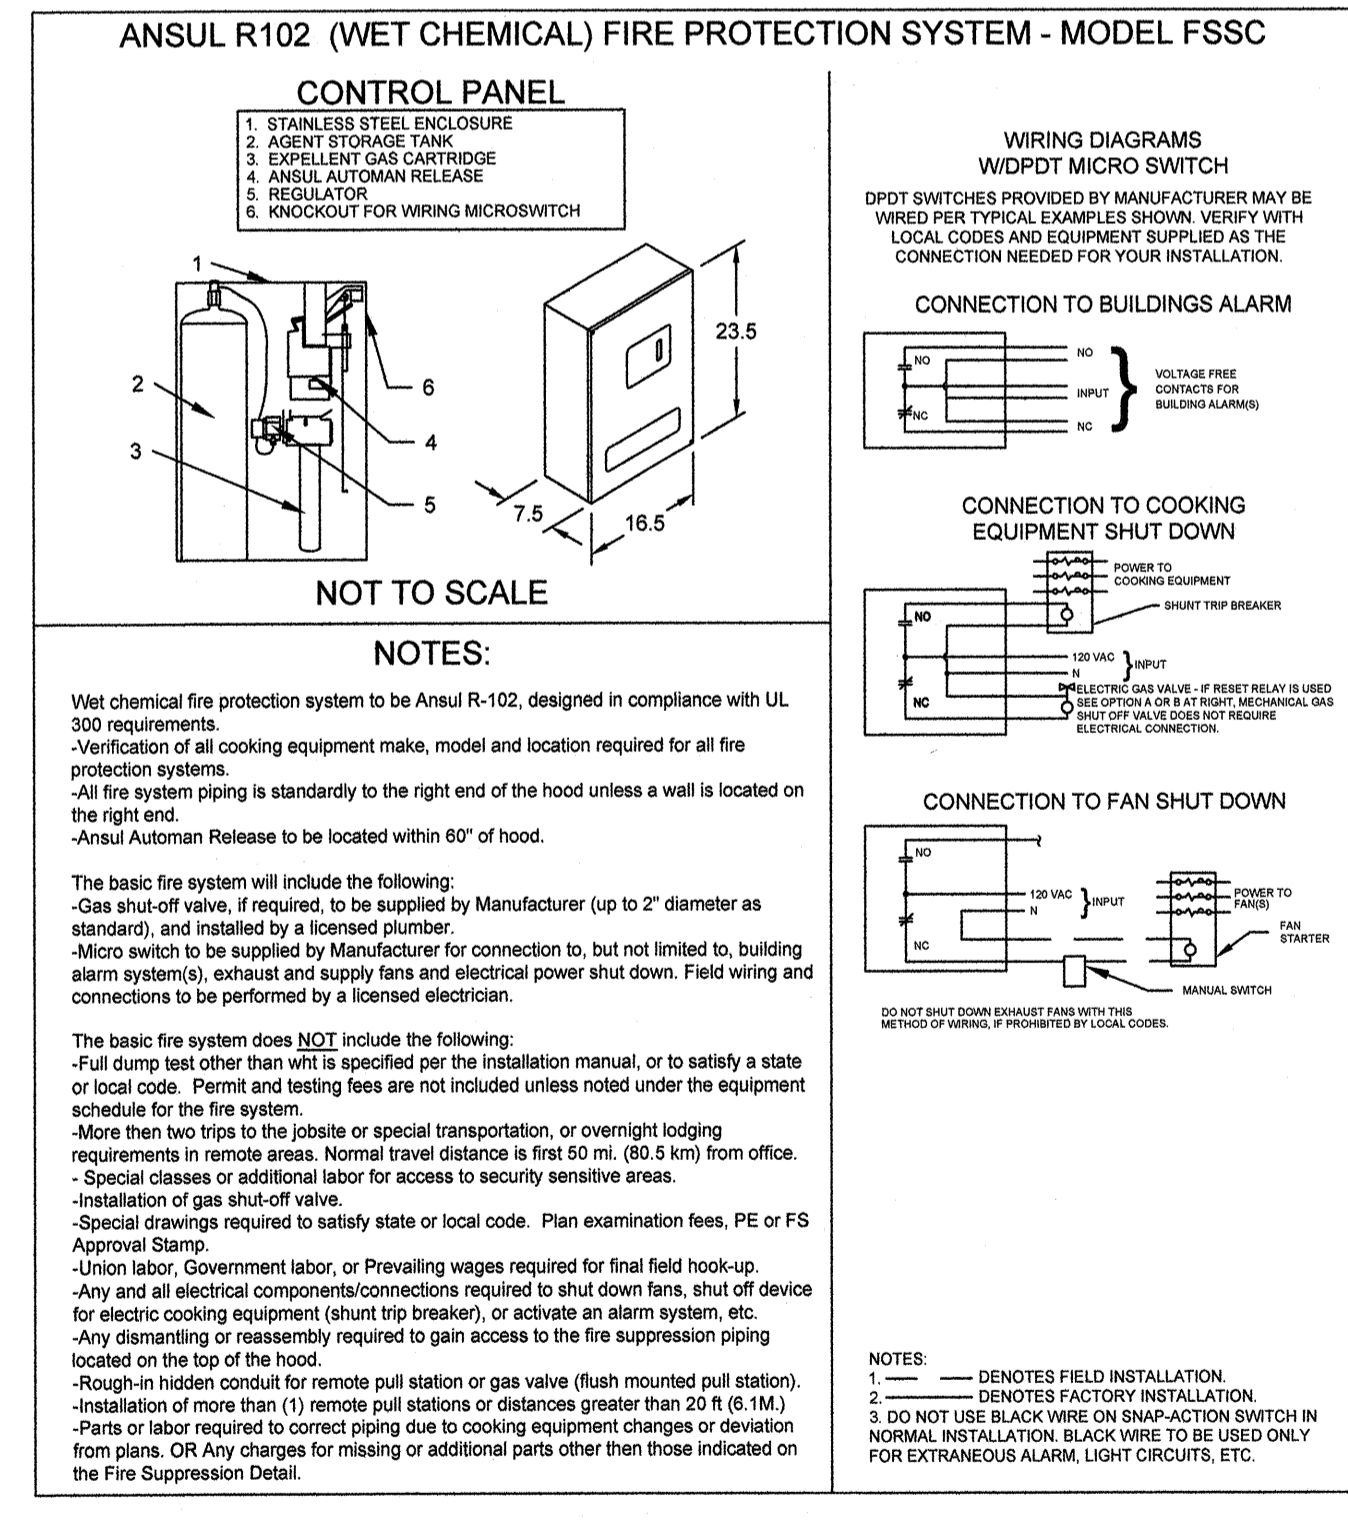 ANSUL R102 (WET CHEMICAL) FIRE PROTECTION SYSTEM - MODEL FSSC
CONTROL PANEL
1. STAINLESS STEEL ENCLOSURE
2. AGENT STORAGE TANK
3. EXPELLENT GAS CARTRIDGE
4. ANSUL AUTOMAN RELEASE
5. REGULATOR
6. KNOCKOUT FOR WIRING MICROSWITCH
1
2
3
6
4
5
23.5
7.5
16.5
NOT TO SCALE
NOTES:
Wet chemical fire protection system to be Ansul R-102, designed in compliance with UL
300 requirements.
-Verification of all cooking equipment make, model and location required for all fire
protection systems.
-All fire system piping is standardly to the right end of the hood unless a wall is located on
the right end.
-Ansul Automan Release to be located within 60" of hood.
The basic fire system will include the following:
-Gas shut-off valve, if required, to be supplied by Manufacturer (up to 2" diameter as
standard), and installed by a licensed plumber.
-Micro switch to be supplied by Manufacturer for connection to, but not limited to, building
alarm system(s), exhaust and supply fans and electrical power shut down. Field wiring and
connections to be performed by a licensed electrician.
The basic fire system does NOT include the following:
-Full dump test other than wht is specified per the installation manual, or to satisfy a state
or local code. Permit and testing fees are not included unless noted under the equipment
schedule for the fire system.
-More then two trips to the jobsite or special transportation, or overnight lodging
requirements in remote areas. Normal travel distance is first 50 mi. (80.5 km) from office.
- Special classes or additional labor for access to security sensitive areas.
-Installation of gas shut-off valve.
-Special drawings required to satisfy state or local code. Plan examination fees, PE or FS
Approval Stamp.
-Union labor, Government labor, or Prevailing wages required for final field hook-up.
-Any and all electrical components/connections required to shut down fans, shut off device
for electric cooking equipment (shunt trip breaker), or activate an alarm system, etc.
-Any dismantling or reassembly required to gain access to the fire suppression piping
located on the top of the hood.
-Rough-in hidden conduit for remote pull station or gas valve (flush mounted pull station).
-Installation of more than (1) remote pull stations or distances greater than 20 ft (6.1M.)
-Parts or labor required to correct piping due to cooking equipment changes or deviation
from plans. OR Any charges for missing or additional parts other then those indicated on
the Fire Suppression Detail.
WIRING DIAGRAMS
W/DPDT MICRO SWITCH
DPDT SWITCHES PROVIDED BY MANUFACTURER MAY BE
WIRED PER TYPICAL EXAMPLES SHOWN. VERIFY WITH
LOCAL CODES AND EQUIPMENT SUPPLIED AS THE
CONNECTION NEEDED FOR YOUR INSTALLATION.
CONNECTION TO BUILDINGS ALARM
NO
NC
NO
INPUT
NC
VOLTAGE FREE
CONTACTS FOR
BUILDING ALARM(S)
CONNECTION TO COOKING
EQUIPMENT SHUT DOWN
POWER TO
COOKING EQUIPMENT
SHUNT TRIP BREAKER
NO
NC
120 VAC
N
INPUT
ELECTRIC GAS VALVE - IF RESET RELAY IS USED
SEE OPTION A OR B AT RIGHT, MECHANICAL GAS
SHUT OFF VALVE DOES NOT REQUIRE
ELECTRICAL CONNECTION.
CONNECTION TO FAN SHUT DOWN
NO
NC
120 VAC
N
INPUT
POWER TO
FAN(S)
FAN
STARTER
MANUAL SWITCH
DO NOT SHUT DOWN EXHAUST FANS WITH THIS
METHOD OF WIRING, IF PROHIBITED BY LOCAL CODES.
NOTES:
1. —— —— DENOTES FIELD INSTALLATION.
2. ———— DENOTES FACTORY INSTALLATION.
3. DO NOT USE BLACK WIRE ON SNAP-ACTION SWITCH IN
NORMAL INSTALLATION. BLACK WIRE TO BE USED ONLY
FOR EXTRANEOUS ALARM, LIGHT CIRCUITS, ETC.